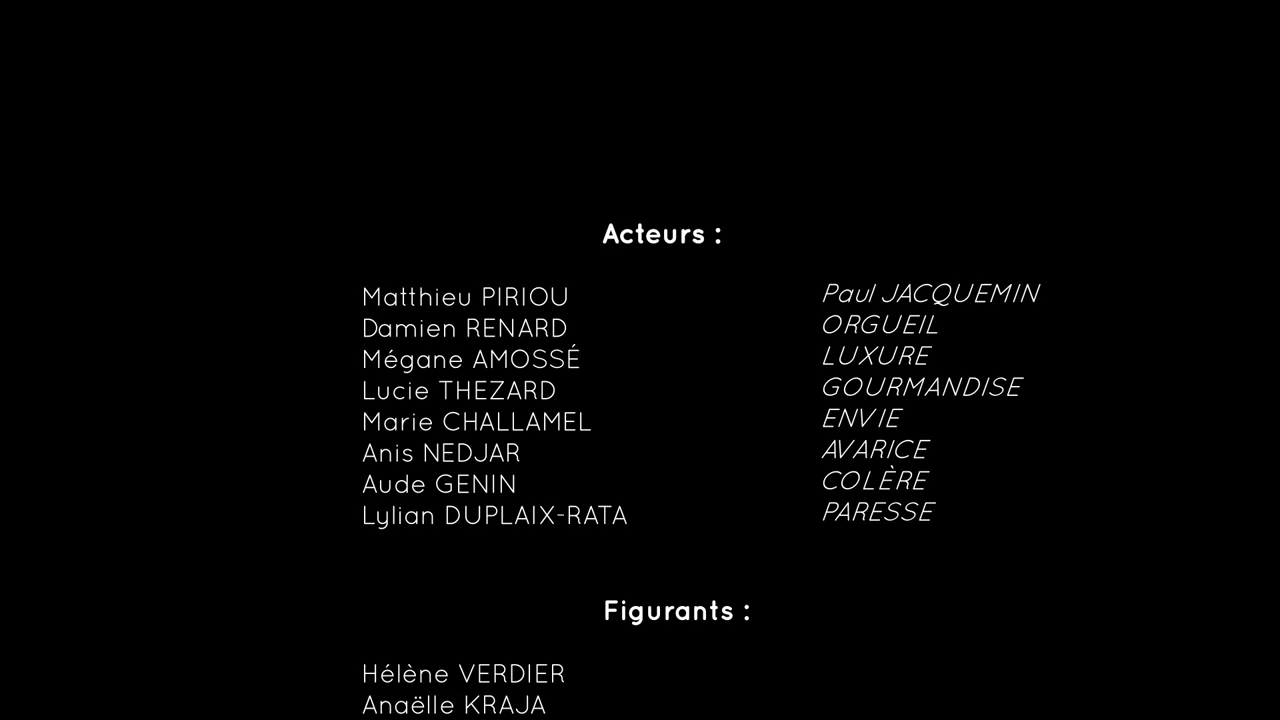 Acteurs :
Matthieu PIRIOU Paul JACQUEMIN
Damien RENARD ORGUEIL
Mégane AMOSSÉ LUXURE
Lucie THEZARD GOURMANDISE
Marie CHALLAMEL ENVIE
Anis NEDJAR AVARICE
Aude GENIN COLÈRE
Lylian DUPLAIX-RATA PARESSE
Figurants :
Hélène VERDIER
Anaëlle KRAJA